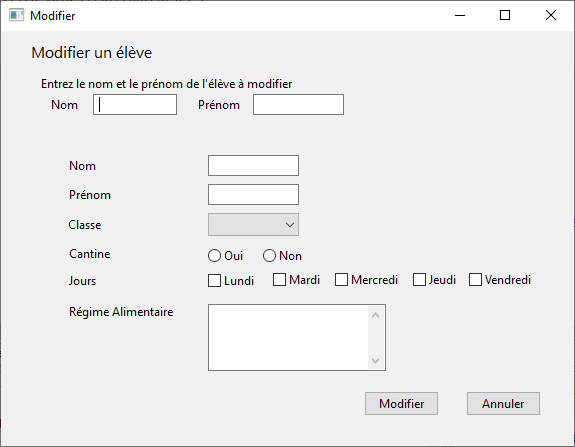 Modifier
Modifier un élève
Entrez le nom et le prénom de l'élève à modifier
Nom Prénom
Nom
Prénom
Classe
Cantine Oui Non
Jours Lundi Mardi Mercredi Jeudi Vendredi
Régime Alimentaire
Modifier Annuler